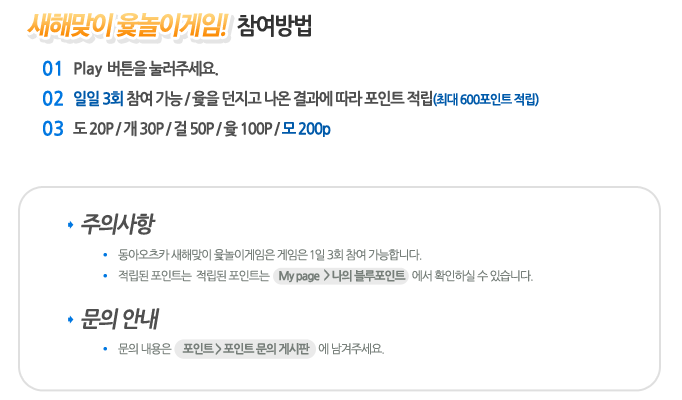 새해맞이 윷놀이게임! 참여방법
01 Play 버튼을 눌러주세요.
02 일일 3회 참여 가능 / 윷을 던지고 나온 결과에 따라 포인트 적립(최대 600포인트 적립)
03 도 20P / 개 30P / 걸 50P / 윷 100P / 모 200p
주의사항
동아오츠카 새해맞이 윷놀이게임은 게임은 1일 3회 참여 가능합니다.
적립된 포인트는 적립된 포인트는 My page > 나의 블루포인트 에서 확인하실 수 있습니다.
문의 안내
문의 내용은 포인트 > 포인트 문의 게시판 에 남겨주세요.